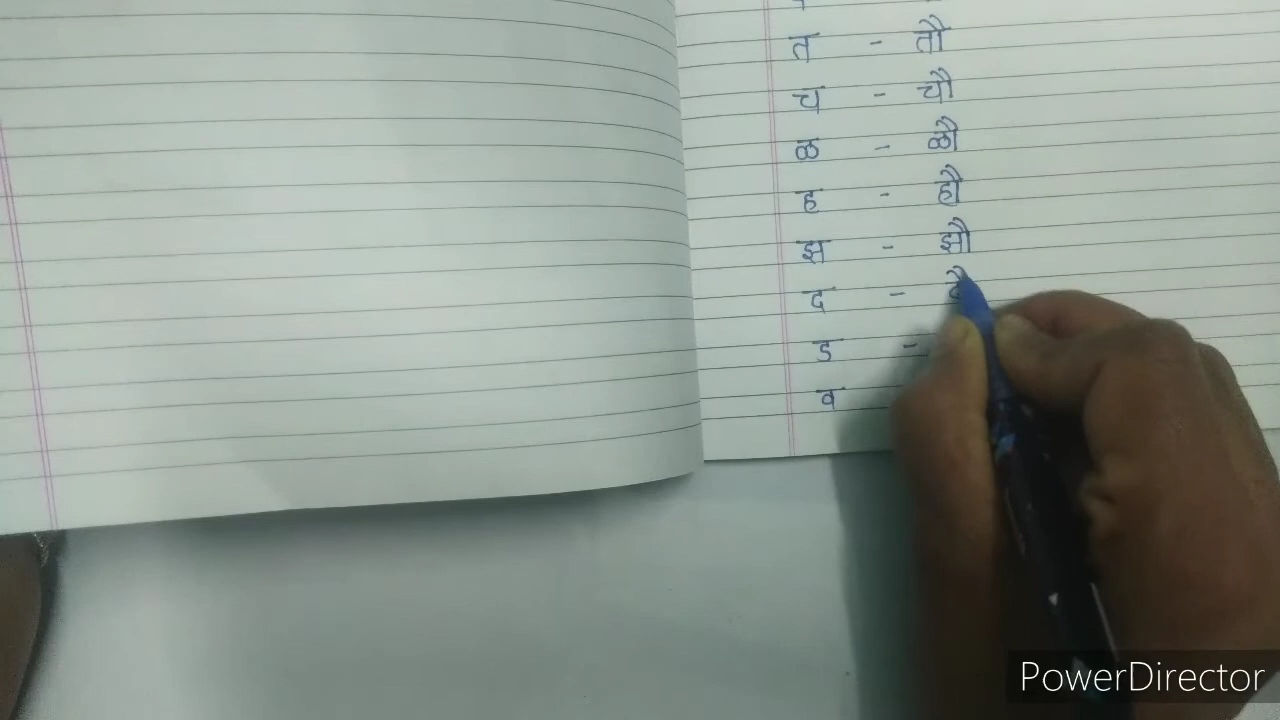 त - तौ
च - चौ
ळ - ळौ
ह - हौ
झ - झौ
द -
ड -
व
PowerDirector